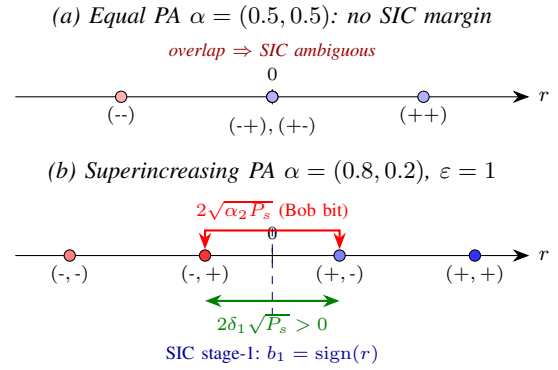 (a) Equal PA α = (0.5, 0.5): no SIC margin
overlap ⇒ SIC ambiguous
0
r
(--)
(-+), (+-)
(++)
(b) Superincreasing PA α = (0.8, 0.2), ε = 1
2√α₂Pₛ (Bob bit)
0
r
(-, -)
(-, +)
(+, -)
(+, +)
2δ₁√Pₛ > 0
SIC stage-1: b₁ = sign(r)